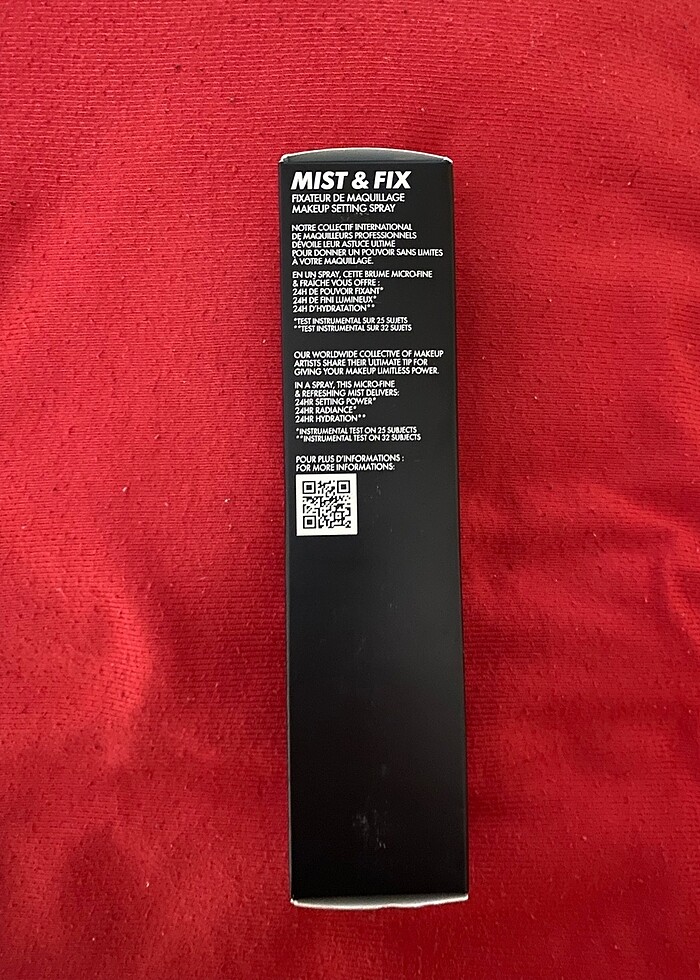 MIST & FIX
FIXATEUR DE MAQUILLAGE
MAKEUP SETTING SPRAY
NOTRE COLLECTIF INTERNATIONAL
DE MAQUILLEURS PROFESSIONNELS
DÉVOILE LEUR ASTUCE ULTIME
POUR DONNER UN POUVOIR SANS LIMITES
À VOTRE MAQUILLAGE.
EN UN SPRAY, CETTE BRUME MICRO-FINE
& FRAÎCHE VOUS OFFRE :
24H DE POUVOIR FIXANT*
24H DE FINI LUMINEUX*
24H D'HYDRATATION**
*TEST INSTRUMENTAL SUR 25 SUJETS
**TEST INSTRUMENTAL SUR 32 SUJETS
OUR WORLDWIDE COLLECTIVE OF MAKEUP
ARTISTS SHARE THEIR ULTIMATE TIP FOR
GIVING YOUR MAKEUP LIMITLESS POWER.
IN A SPRAY, THIS MICRO-FINE
& REFRESHING MIST DELIVERS:
24HR SETTING POWER*
24HR RADIANCE*
24HR HYDRATION**
*INSTRUMENTAL TEST ON 25 SUBJECTS
**INSTRUMENTAL TEST ON 32 SUBJECTS
POUR PLUS D'INFORMATIONS :
FOR MORE INFORMATIONS: